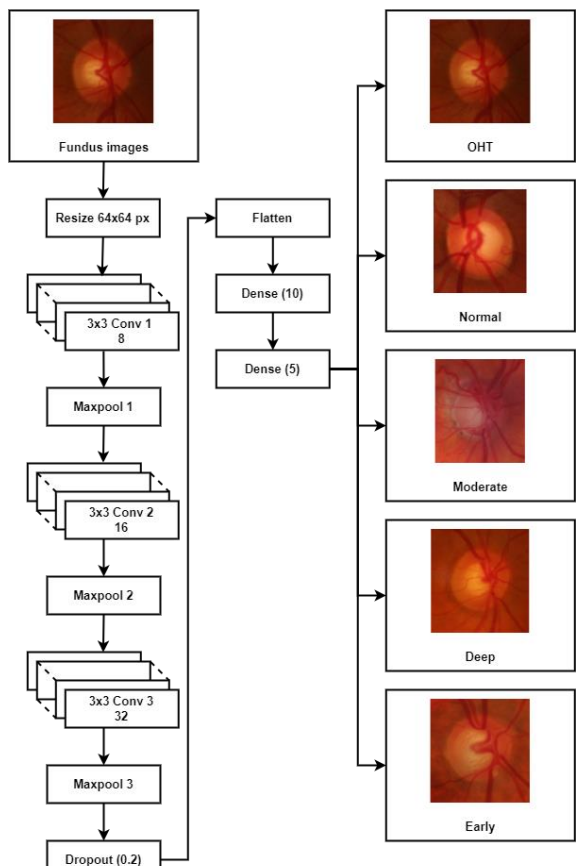 Fundus images
Resize 64x64 px
3x3 Conv 1
8
Maxpool 1
3x3 Conv 2
16
Maxpool 2
3x3 Conv 3
32
Maxpool 3
Dropout (0.2)
Flatten
Dense (10)
Dense (5)
OHT
Normal
Moderate
Deep
Early